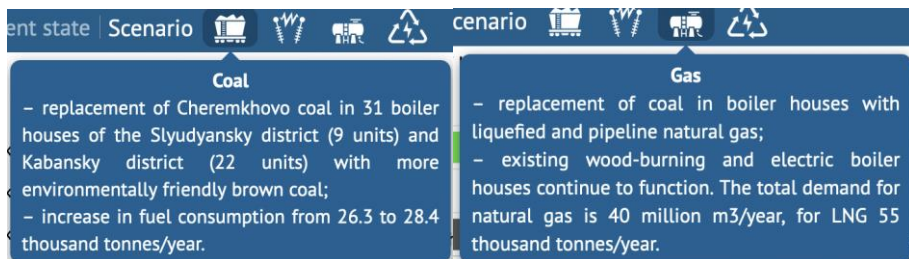 ent state | Scenario
Coal
– replacement of Cheremkhovo coal in 31 boiler
houses of the Slyudyansky district (9 units) and
Kabansky district (22 units) with more
environmentally friendly brown coal;
– increase in fuel consumption from 26.3 to 28.4
thousand tonnes/year.
cenario
Gas
– replacement of coal in boiler houses with
liquefied and pipeline natural gas;
– existing wood-burning and electric boiler
houses continue to function. The total demand for
natural gas is 40 million m3/year, for LNG 55
thousand tonnes/year.